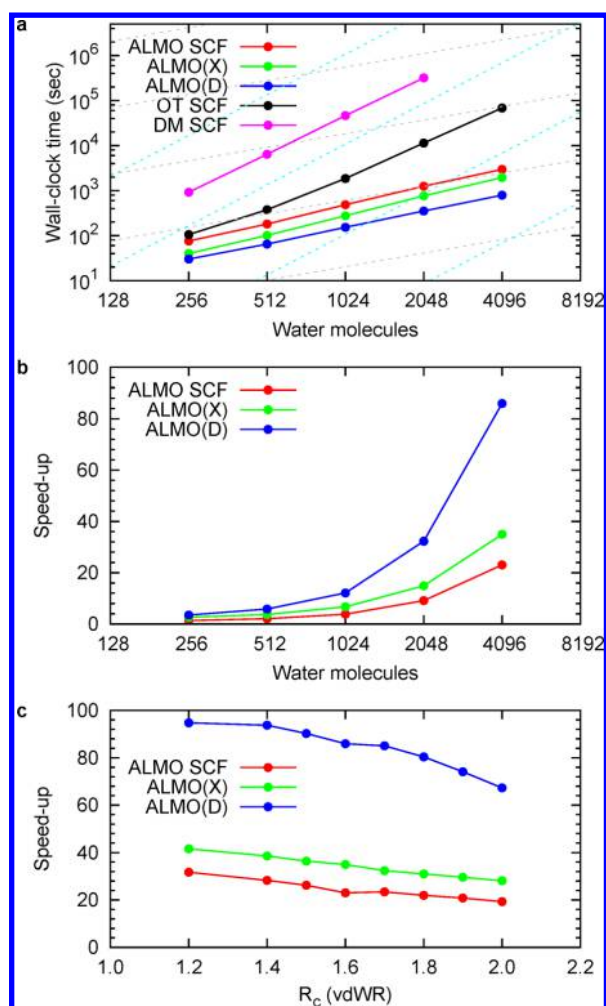 a
10^6
10^5
10^4
10^3
10^2
10^1
Wall-clock time (sec)
ALMO SCF
ALMO(X)
ALMO(D)
OT SCF
DM SCF
128 256 512 1024 2048 4096 8192
Water molecules
b
100
80
60
40
20
0
Speed-up
ALMO SCF
ALMO(X)
ALMO(D)
128 256 512 1024 2048 4096 8192
Water molecules
c
100
80
60
40
20
0
Speed-up
ALMO SCF
ALMO(X)
ALMO(D)
1.0 1.2 1.4 1.6 1.8 2.0 2.2
R_c (vdWR)